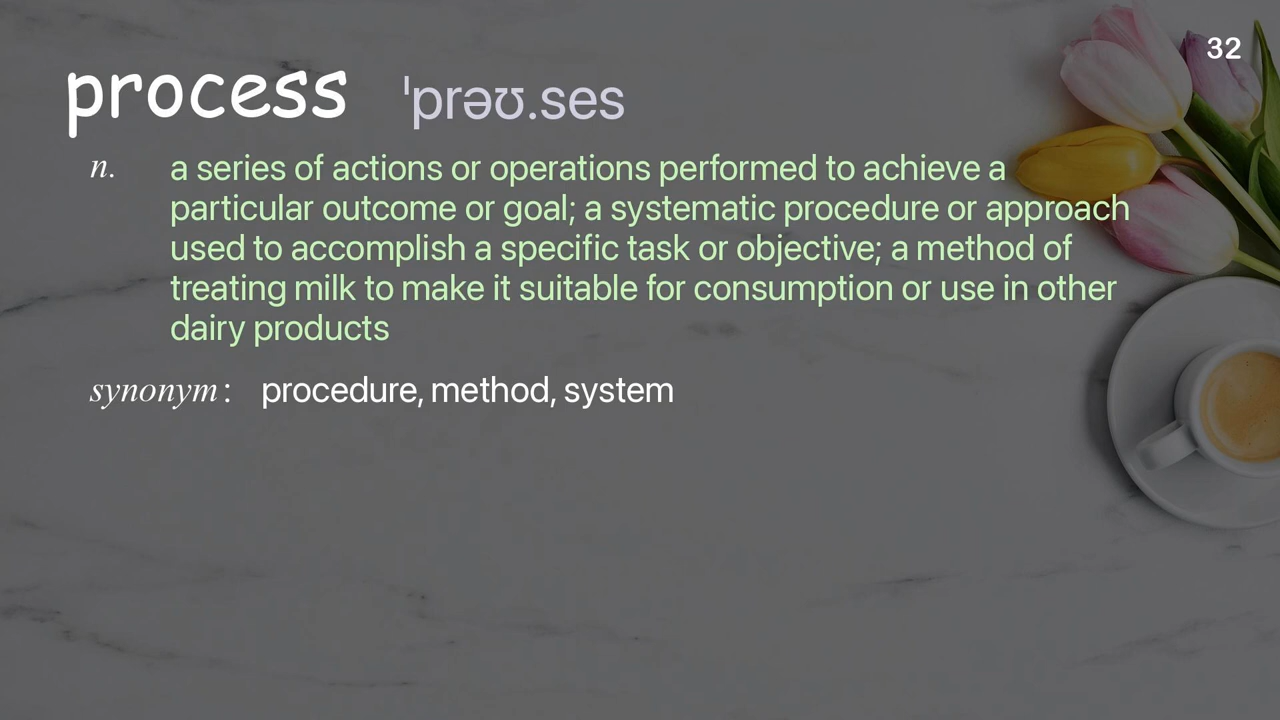 32
process ˈprəʊ.ses
n. a series of actions or operations performed to achieve a
particular outcome or goal; a systematic procedure or approach
used to accomplish a specific task or objective; a method of
treating milk to make it suitable for consumption or use in other
dairy products
synonym: procedure, method, system